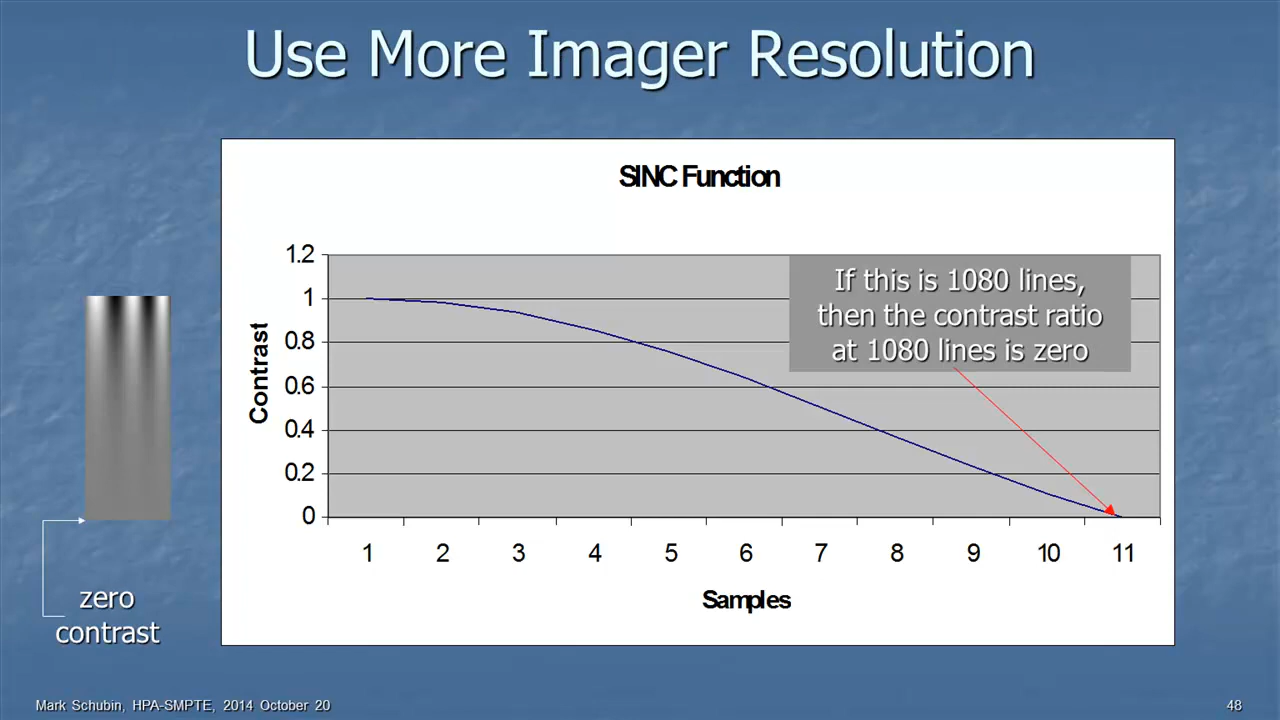 Use More Imager Resolution
SINC Function
1.2
1
0.8
0.6
0.4
0.2
0
Contrast
If this is 1080 lines,
then the contrast ratio
at 1080 lines is zero
1 2 3 4 5 6 7 8 9 10 11
Samples
zero
contrast
Mark Schubin, HPA-SMPTE, 2014 October 20
48